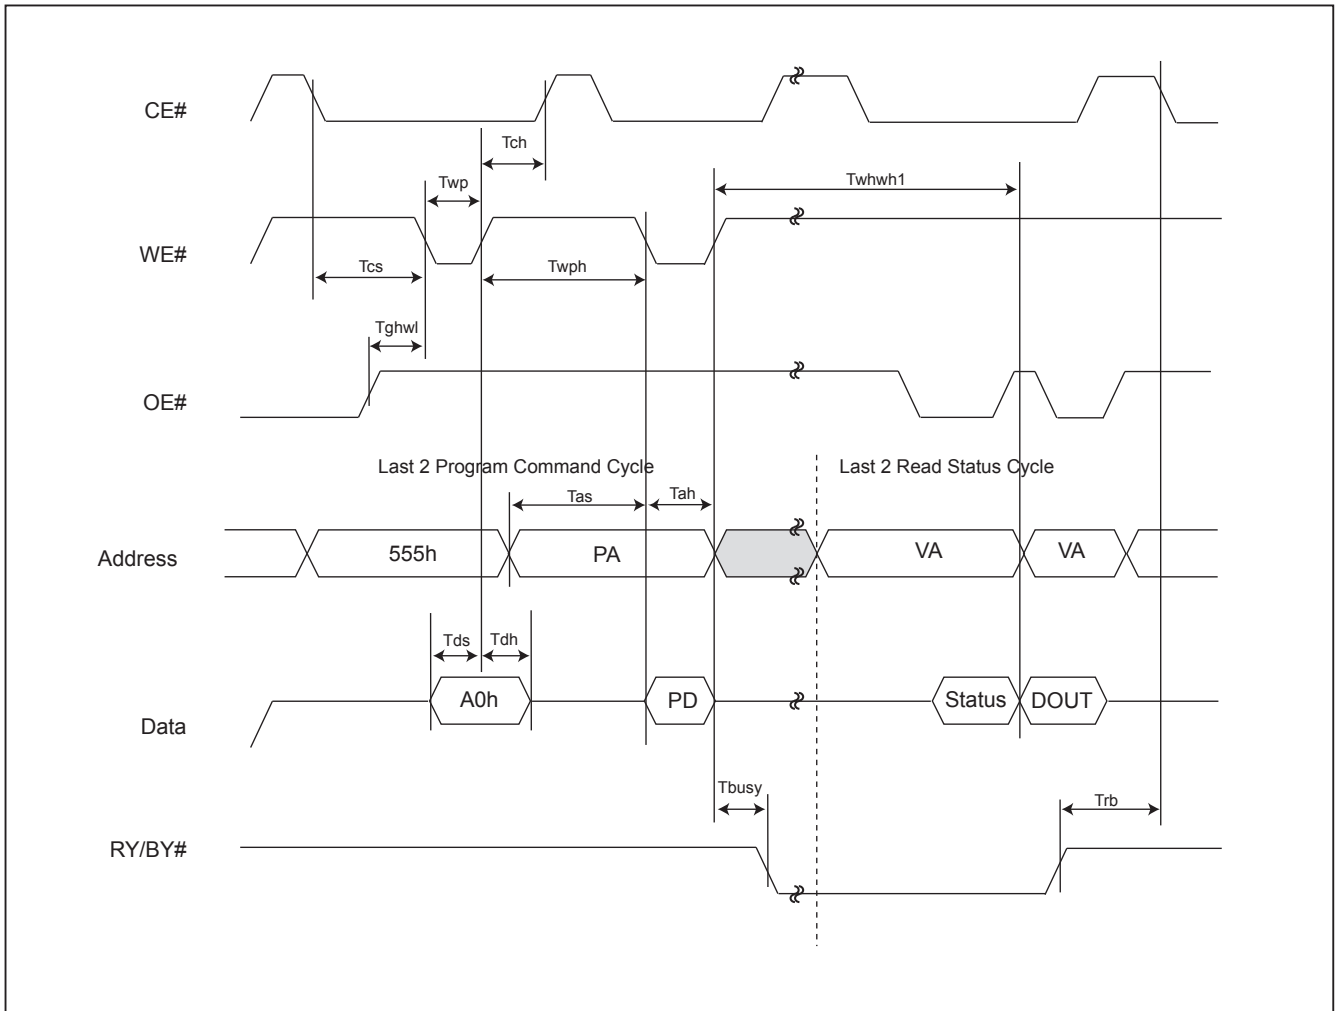 CE#
Tch
Twp
Twhwh1
WE#
Tcs
Twph
Tghwl
OE#
Last 2 Program Command Cycle
Last 2 Read Status Cycle
Tas
Tah
Address
555h
PA
VA
VA
Tds
Tdh
Data
A0h
PD
Status
DOUT
Tbusy
Trb
RY/BY#